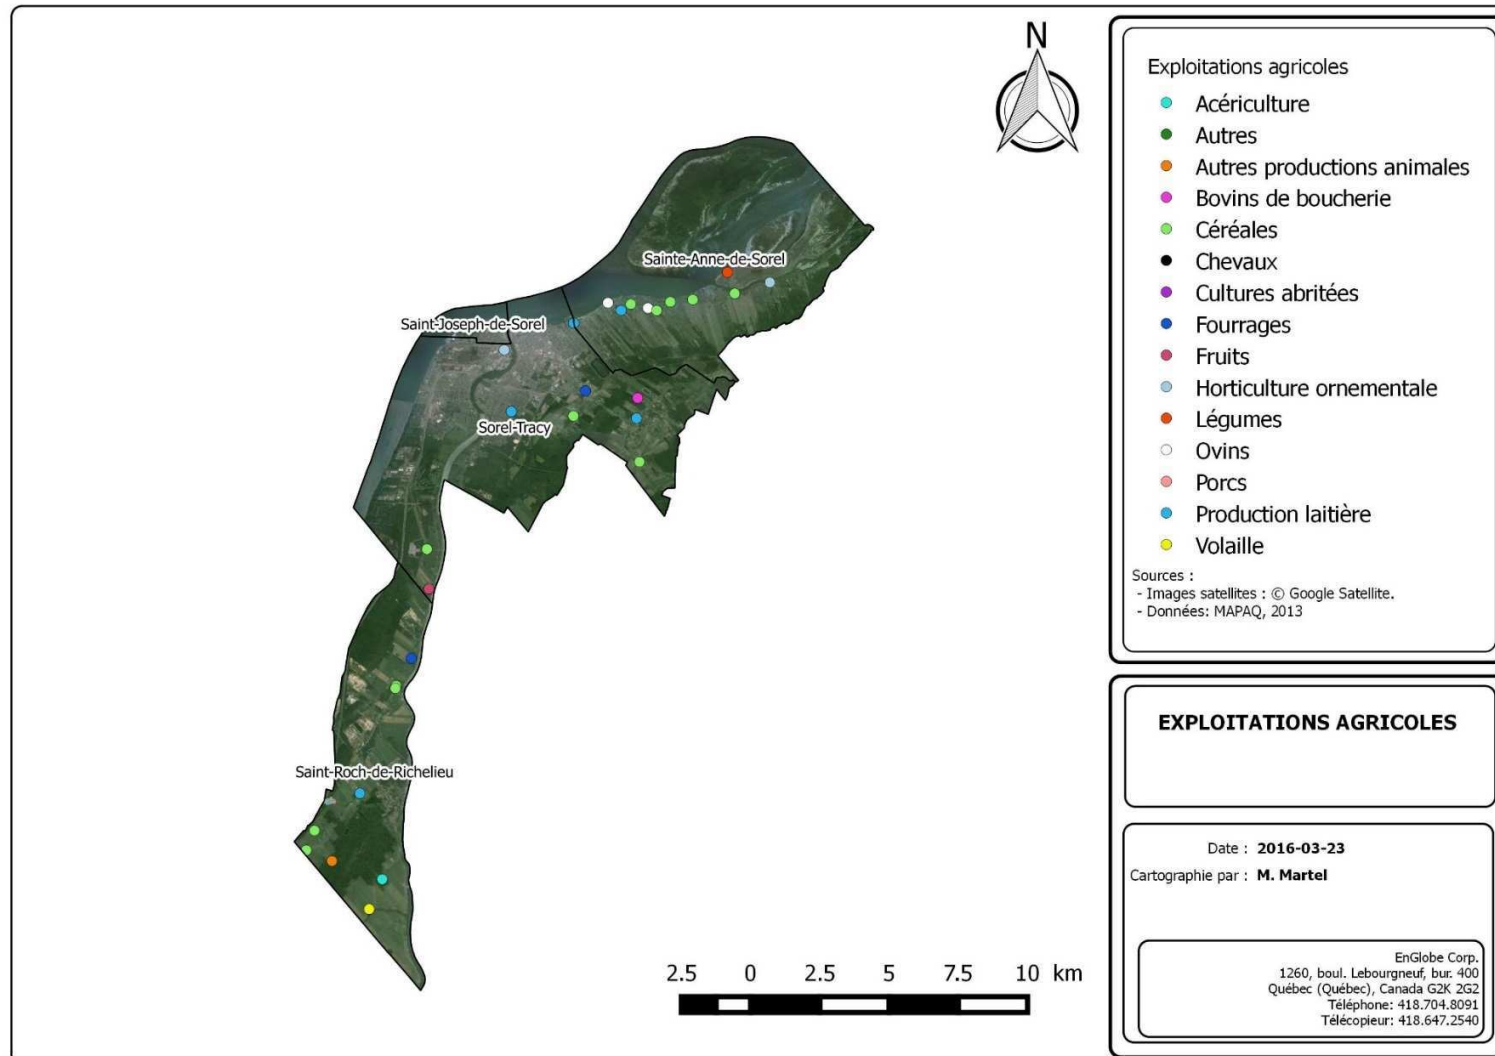 N
Sainte-Anne-de-Sorel
Saint-Joseph-de-Sorel
Sorel-Tracy
Saint-Roch-de-Richelieu
2.5 0 2.5 5 7.5 10 km
Exploitations agricoles
Acériculture
Autres
Autres productions animales
Bovins de boucherie
Céréales
Chevaux
Cultures abritées
Fourrages
Fruits
Horticulture ornementale
Légumes
Ovins
Porcs
Production laitière
Volaille
Sources :
- Images satellites : © Google Satellite.
- Données: MAPAQ, 2013
EXPLOITATIONS AGRICOLES
Date : 2016-03-23
Cartographie par : M. Martel
EnGlobe Corp.
1260, boul. Lebourgneuf, bur. 400
Québec (Québec), Canada G2K 2G2
Téléphone: 418.704.8091
Télécopieur: 418.647.2540